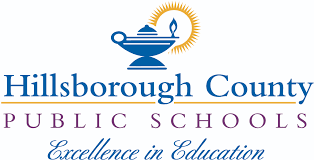 Hillsborough County
PUBLIC SCHOOLS
Excellence in Education